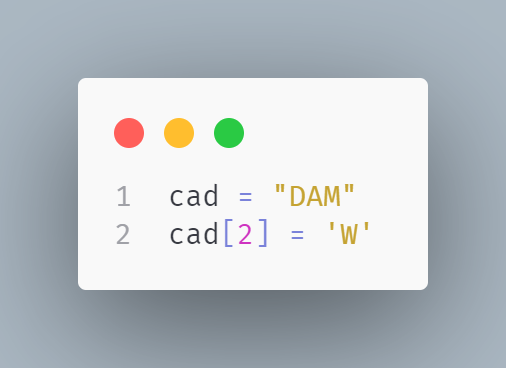 1 cad = "DAM"
2 cad[2] = 'W'